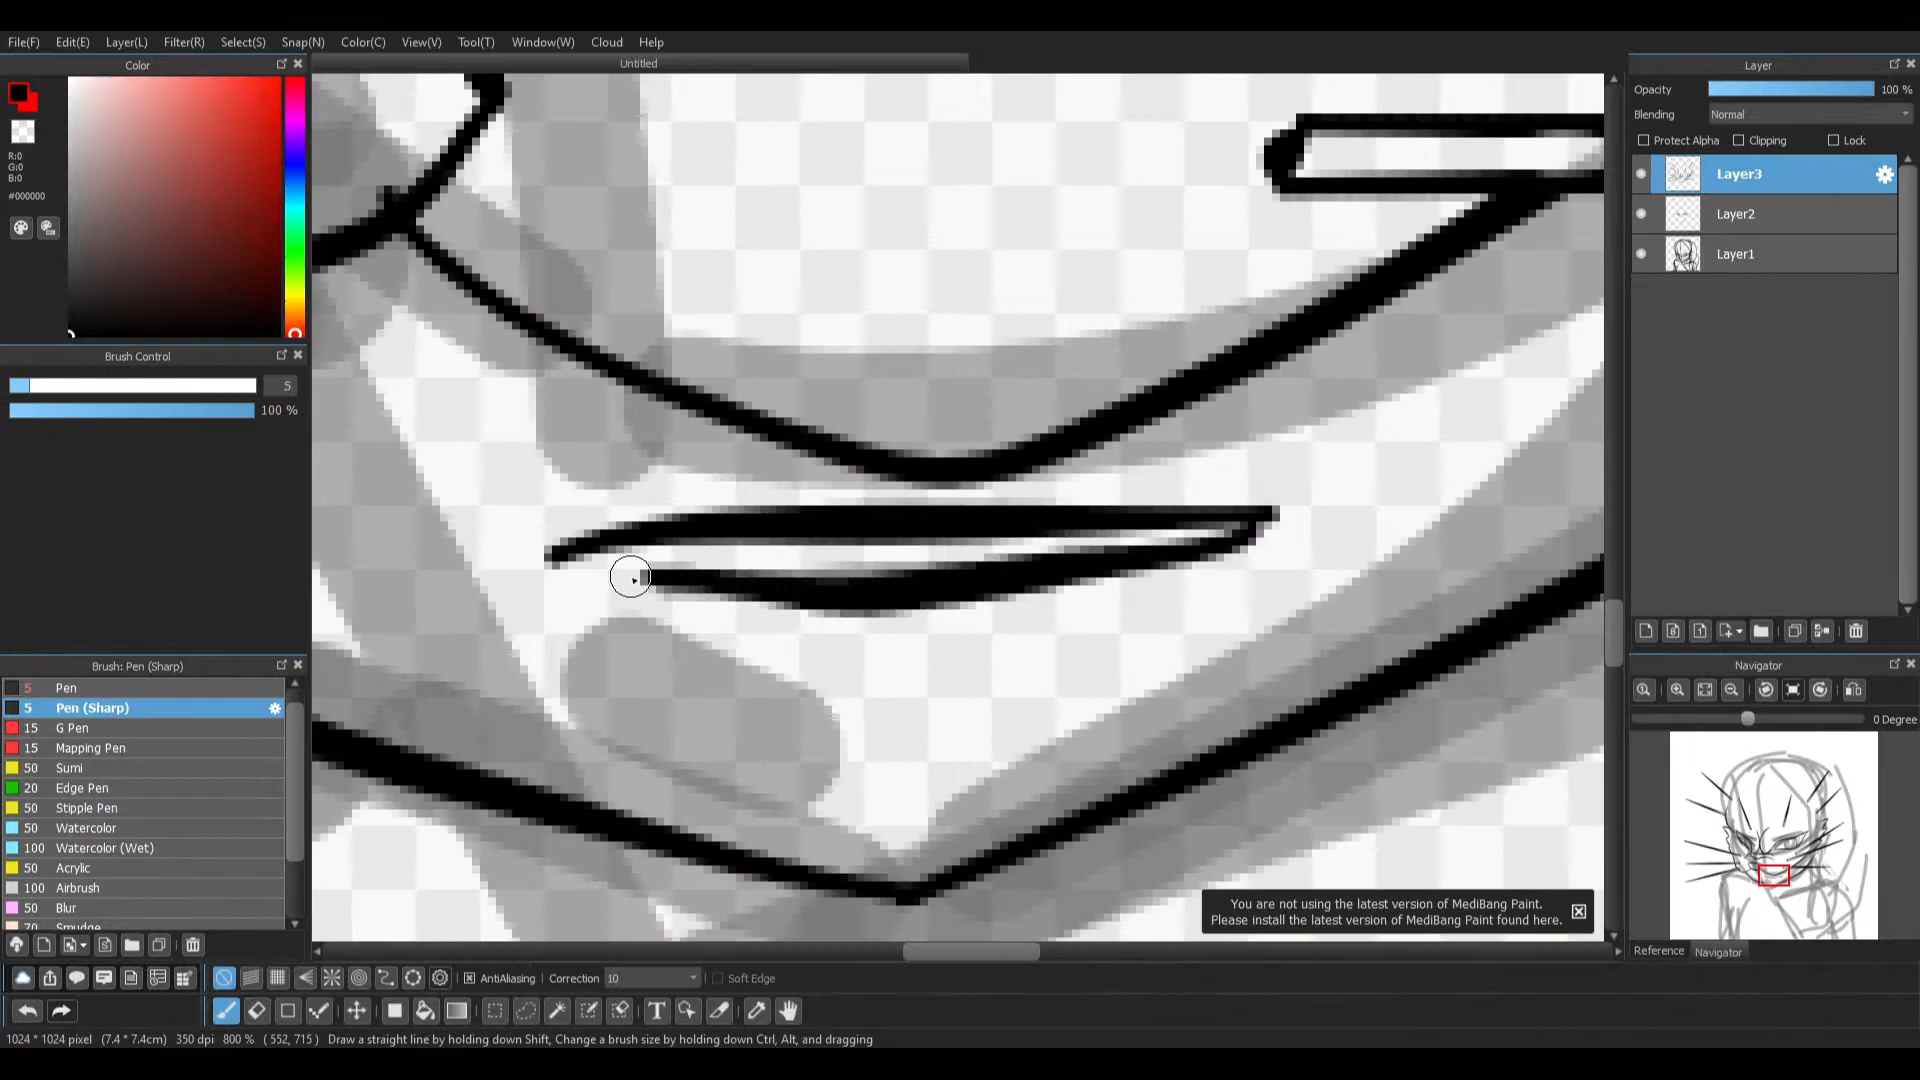 File(F) Edit(E) Layer(L) Filter(R) Select(S) Snap(N) Color(C) View(V) Tool(T) Window(W) Cloud Help
Color
Untitled
Layer
R:0
G:0
B:0
#000000
Brush Control
5
100 %
Brush: Pen (Sharp)
5 Pen
5 Pen (Sharp)
15 G Pen
15 Mapping Pen
50 Sumi
20 Edge Pen
50 Stipple Pen
50 Watercolor
100 Watercolor (Wet)
50 Acrylic
100 Airbrush
50 Blur
70 Smudge
Opacity 100 %
Blending Normal
Protect Alpha Clipping Lock
Layer3
Layer2
Layer1
Navigator
0 Degree
Reference Navigator
You are not using the latest version of MediBang Paint.
Please install the latest version of MediBang Paint found here.
AntiAliasing Correction 10 Soft Edge
1024 * 1024 pixel (7.4 * 7.4cm) 350 dpi 800 % ( 552, 715 ) Draw a straight line by holding down Shift, Change a brush size by holding down Ctrl, Alt, and dragging